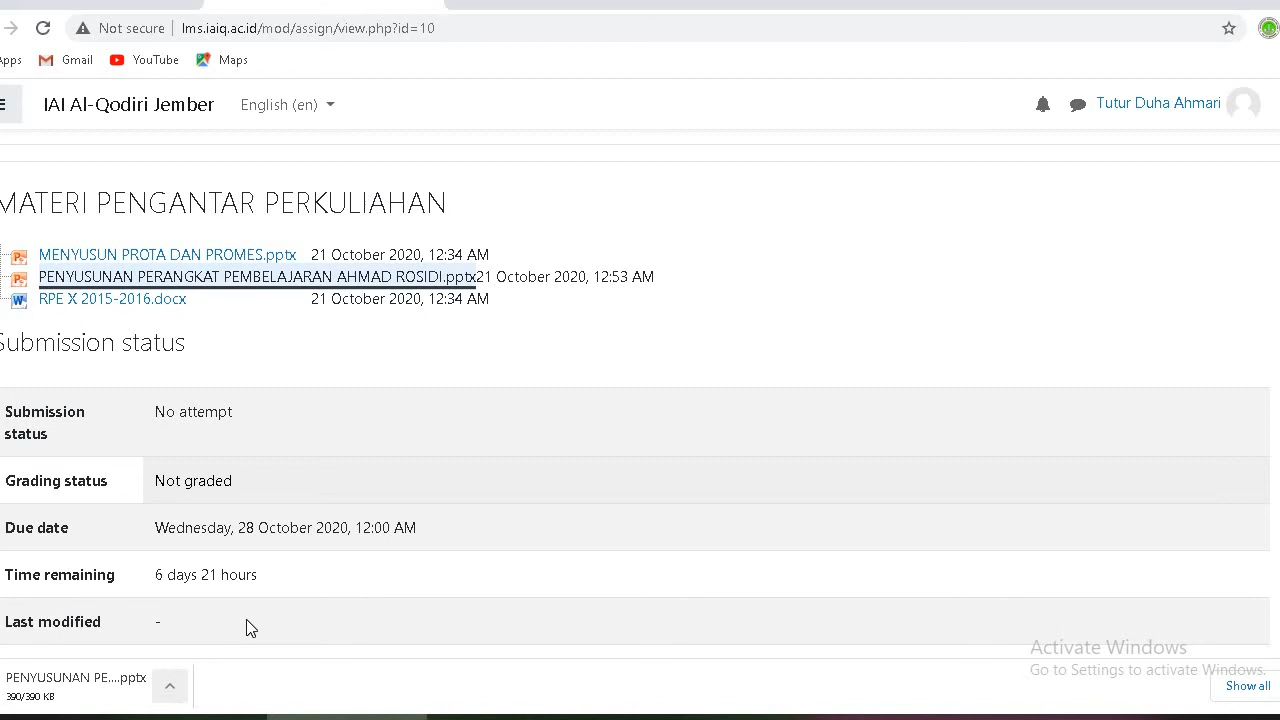 Not secure | lms.iaiq.ac.id/mod/assign/view.php?id=10
Apps Gmail YouTube Maps
IAI Al-Qodiri Jember English (en) Tutur Duha Ahmari
MATERI PENGANTAR PERKULIAHAN
MENYUSUN PROTA DAN PROMES.pptx 21 October 2020, 12:34 AM
PENYUSUNAN PERANGKAT PEMBELAJARAN AHMAD ROSIDI.pptx 21 October 2020, 12:53 AM
RPE X 2015-2016.docx 21 October 2020, 12:34 AM
Submission status
Submission status No attempt
Grading status Not graded
Due date Wednesday, 28 October 2020, 12:00 AM
Time remaining 6 days 21 hours
Last modified -
Activate Windows
Go to Settings to activate Windows.
PENYUSUNAN PE....pptx
390/390 KB
Show all